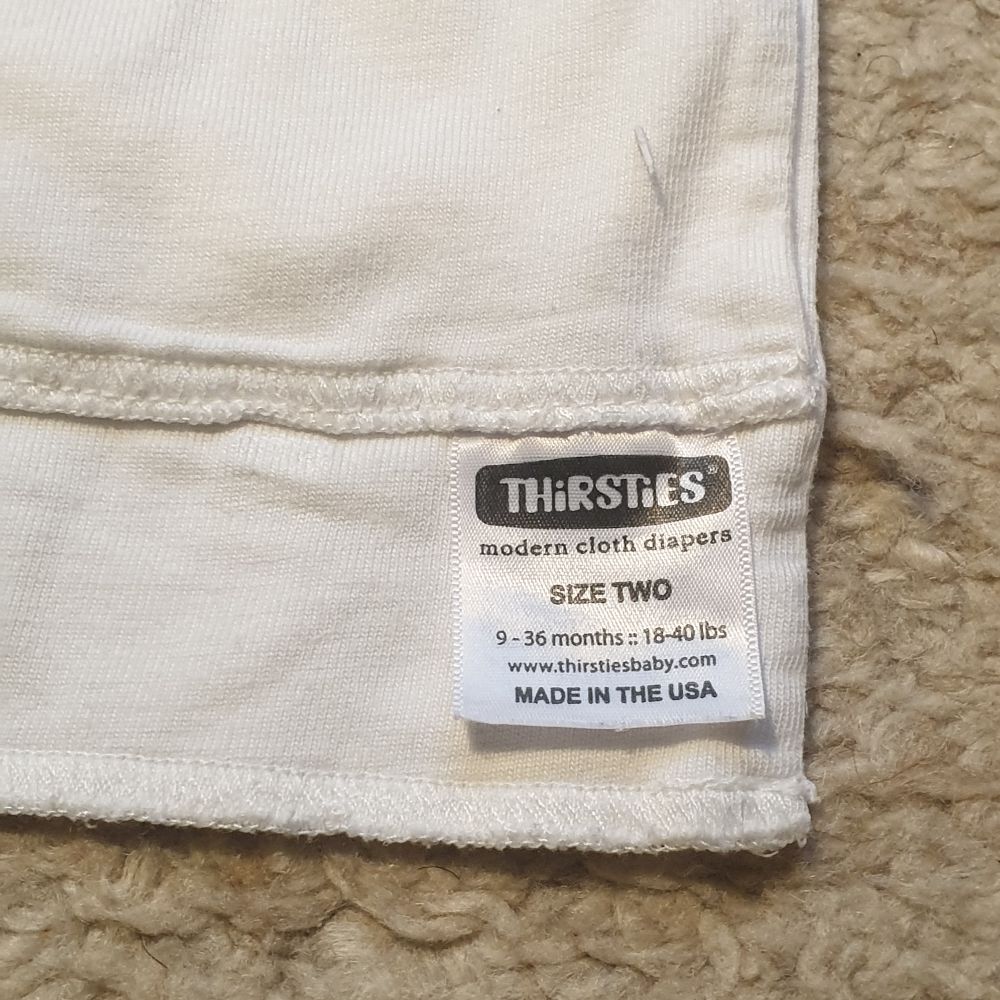 THiRSTiES®
modern cloth diapers
SIZE TWO
9 - 36 months :: 18-40 lbs
www.thirstiesbaby.com
MADE IN THE USA